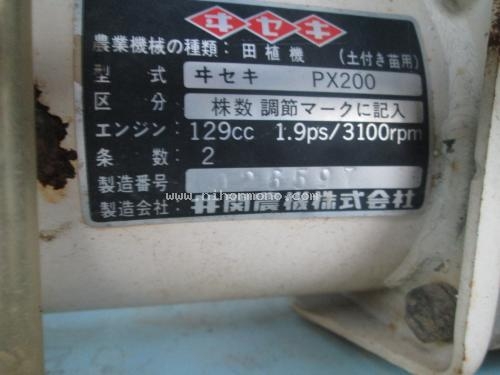 ヰセキ
農業機械の種類:田植機 (土付き苗用)
型式 ヰセキ PX200
区分 株数調節マークに記入
エンジン:129cc 1.9ps/3100rpm
条数:2
製造番号
製造会社:井関農機株式会社
www.nihonmono.com